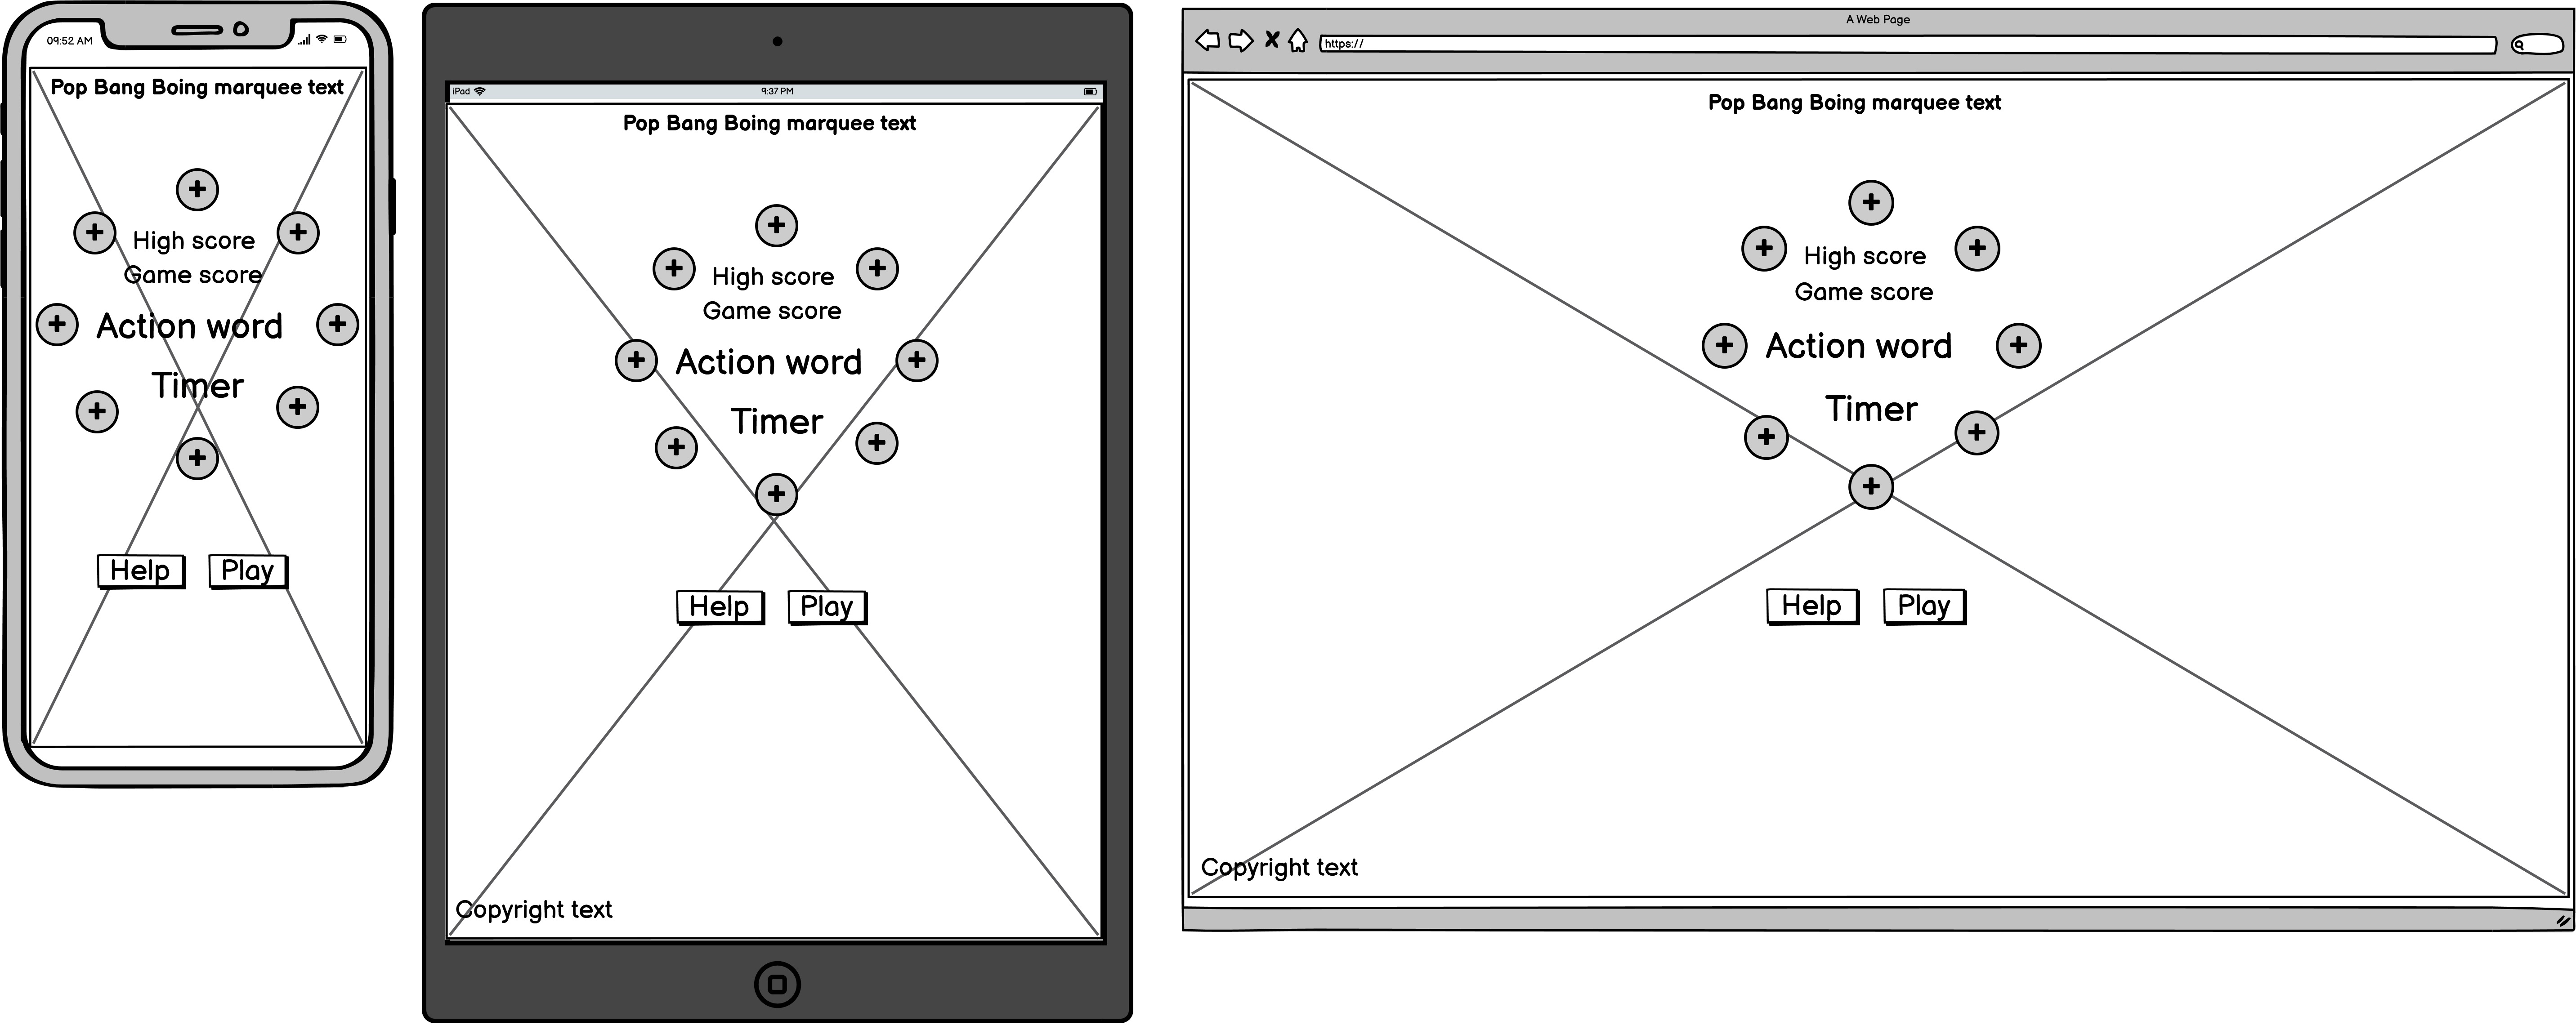 09:52 AM
Pop Bang Boing marquee text
High score
Game score
Action word
Timer
Help Play
iPad 9:37 PM
Pop Bang Boing marquee text
High score
Game score
Action word
Timer
Help Play
Copyright text
A Web Page
https://
Pop Bang Boing marquee text
High score
Game score
Action word
Timer
Help Play
Copyright text